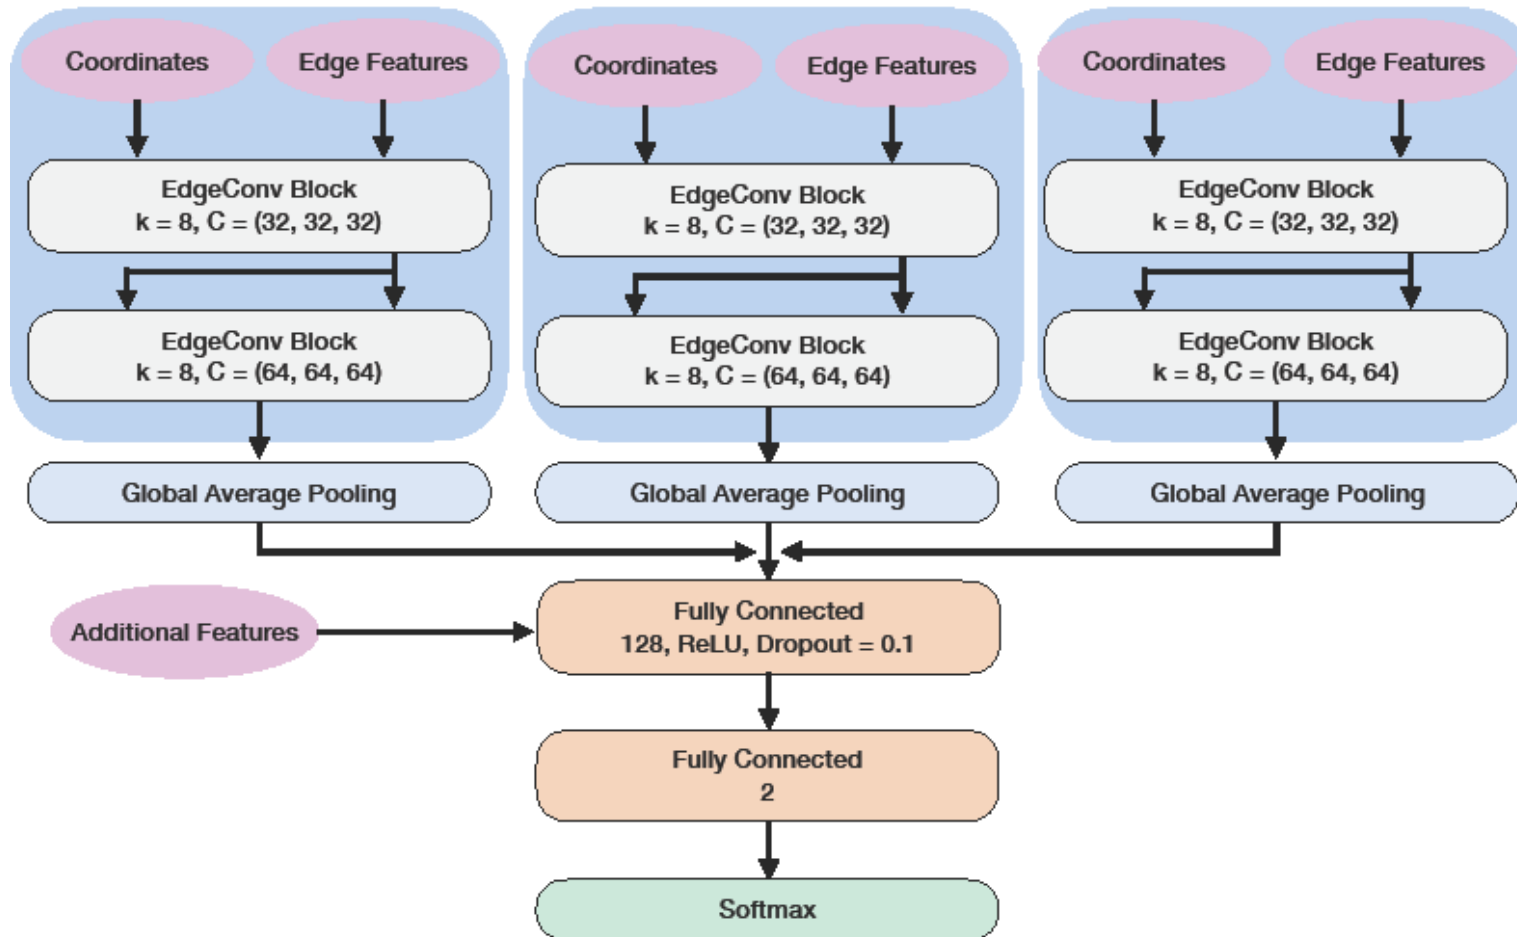 Coordinates
Edge Features
EdgeConv Block
k = 8, C = (32, 32, 32)
EdgeConv Block
k = 8, C = (64, 64, 64)
Global Average Pooling
Coordinates
Edge Features
EdgeConv Block
k = 8, C = (32, 32, 32)
EdgeConv Block
k = 8, C = (64, 64, 64)
Global Average Pooling
Coordinates
Edge Features
EdgeConv Block
k = 8, C = (32, 32, 32)
EdgeConv Block
k = 8, C = (64, 64, 64)
Global Average Pooling
Additional Features
Fully Connected
128, ReLU, Dropout = 0.1
Fully Connected
2
Softmax